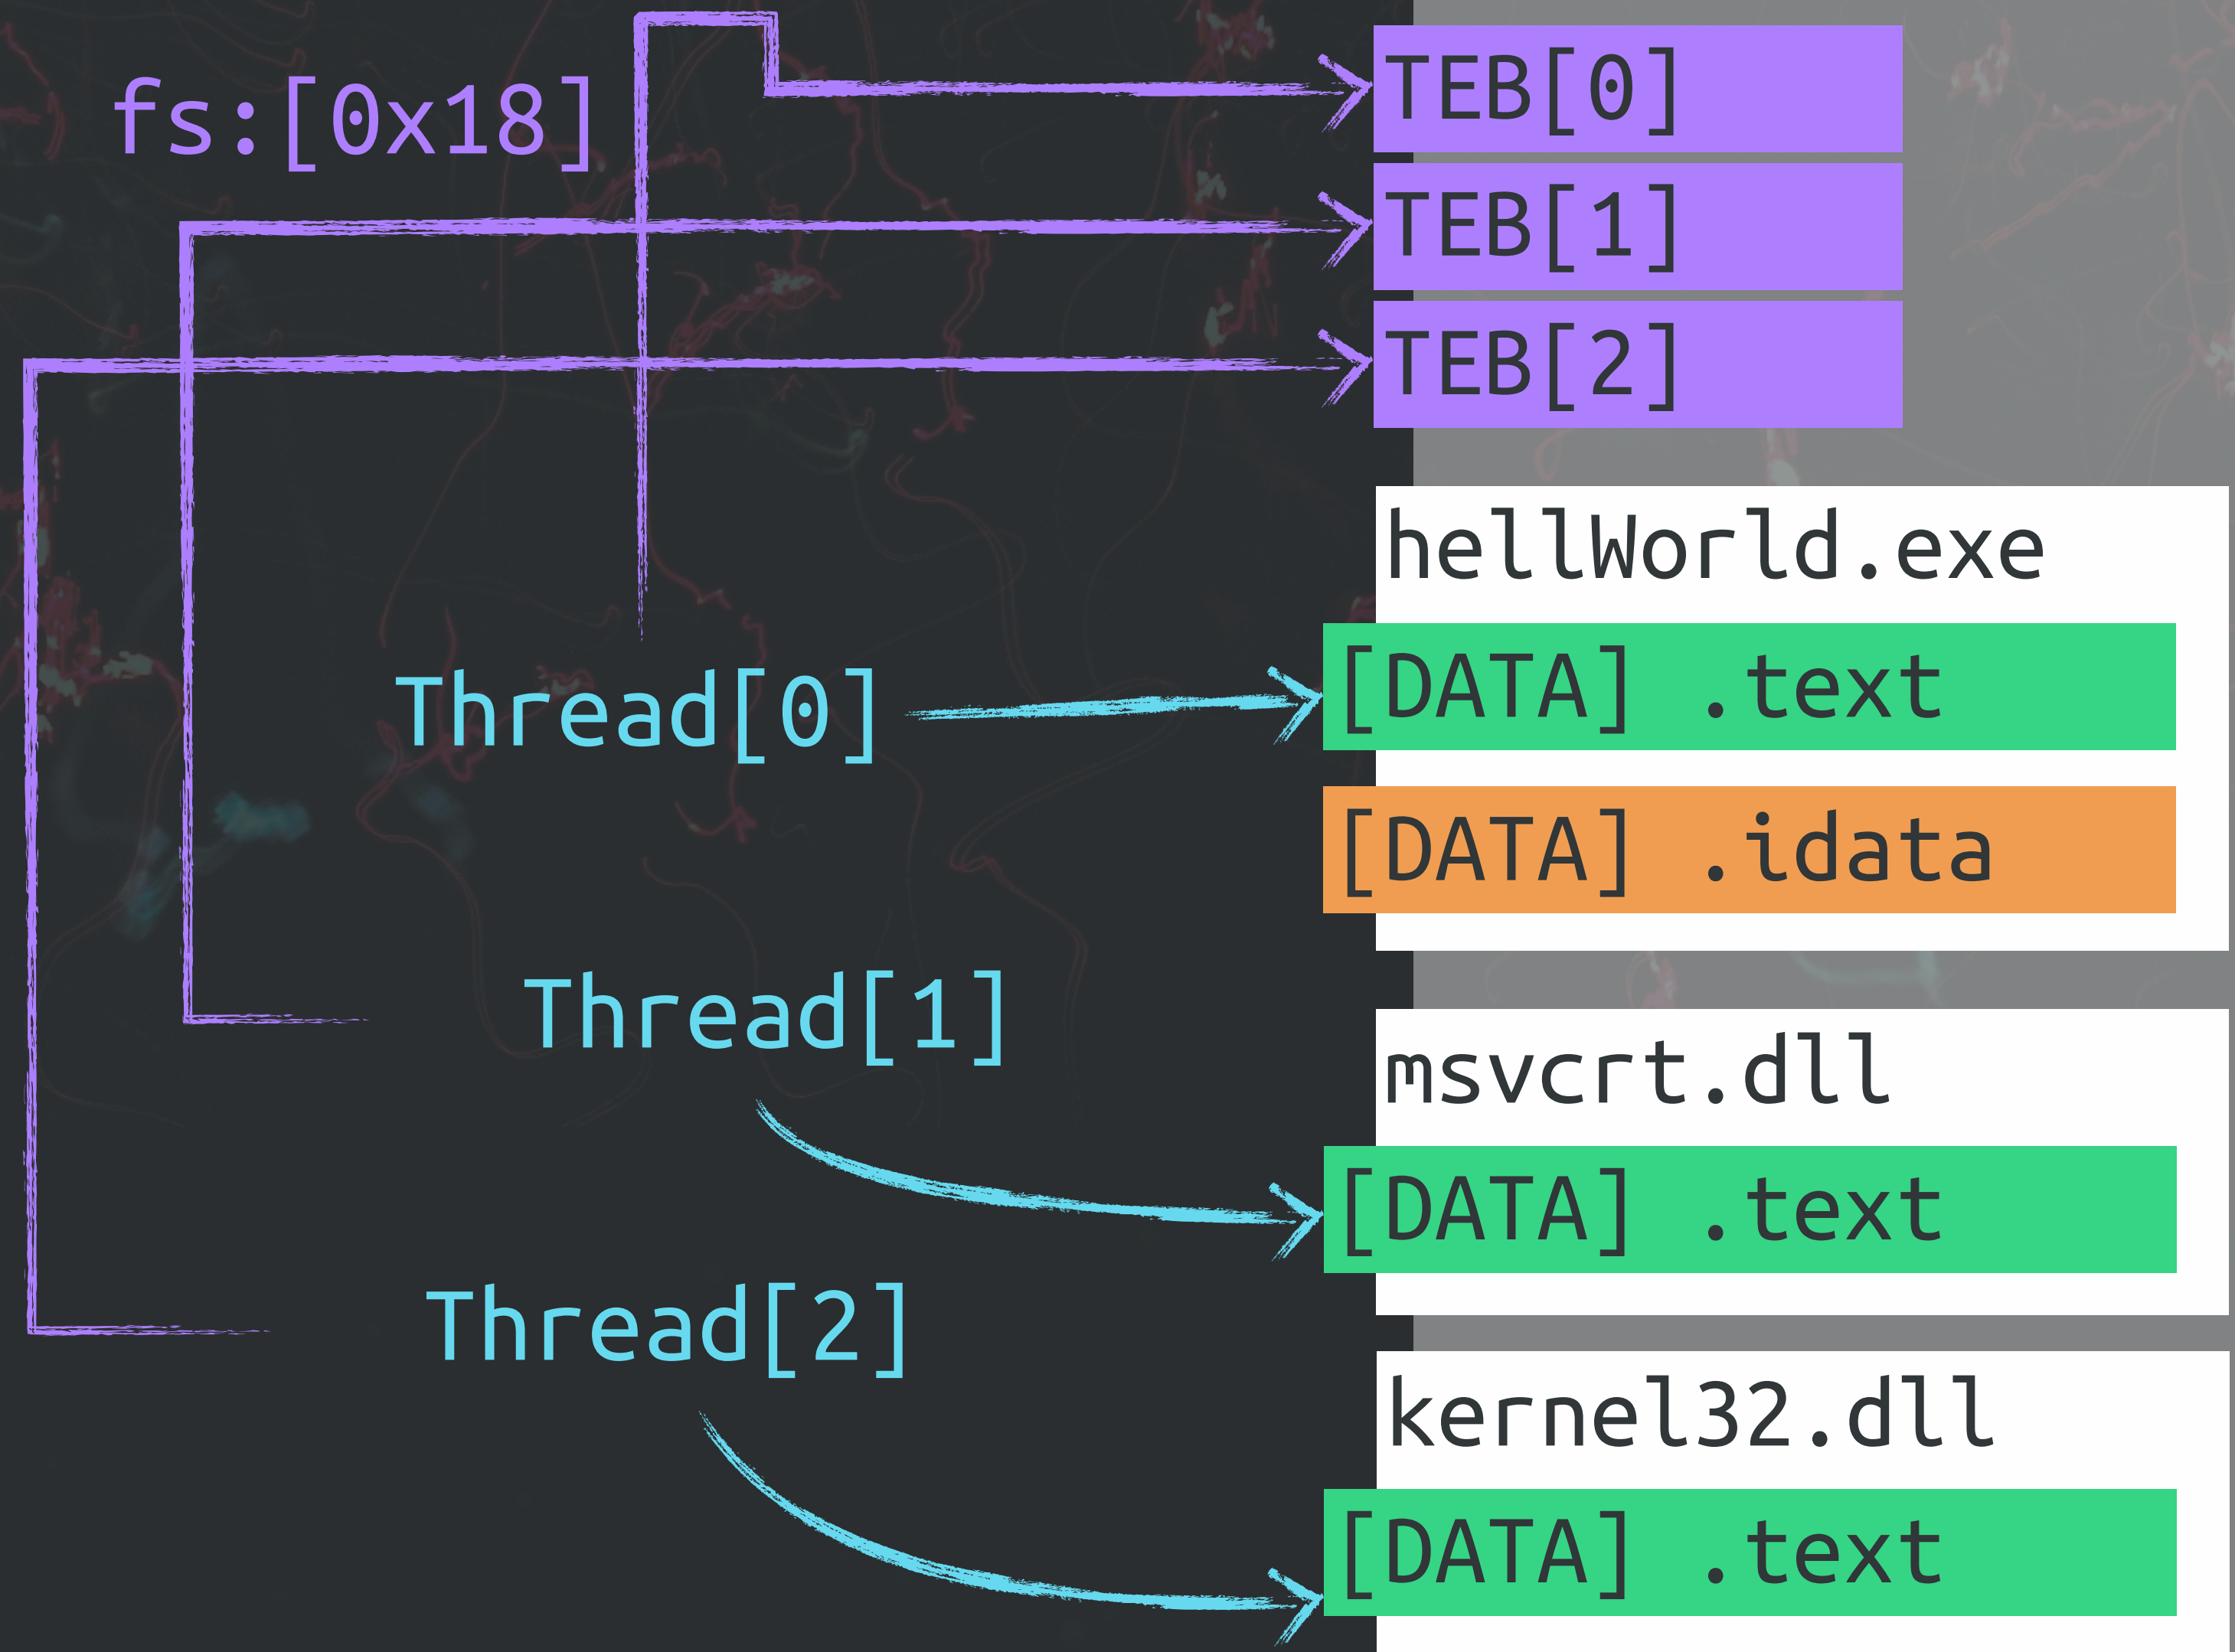 fs:[0x18]
TEB[0]
TEB[1]
TEB[2]
hellWorld.exe
Thread[0]
[DATA] .text
[DATA] .idata
Thread[1]
msvcrt.dll
[DATA] .text
Thread[2]
kernel32.dll
[DATA] .text